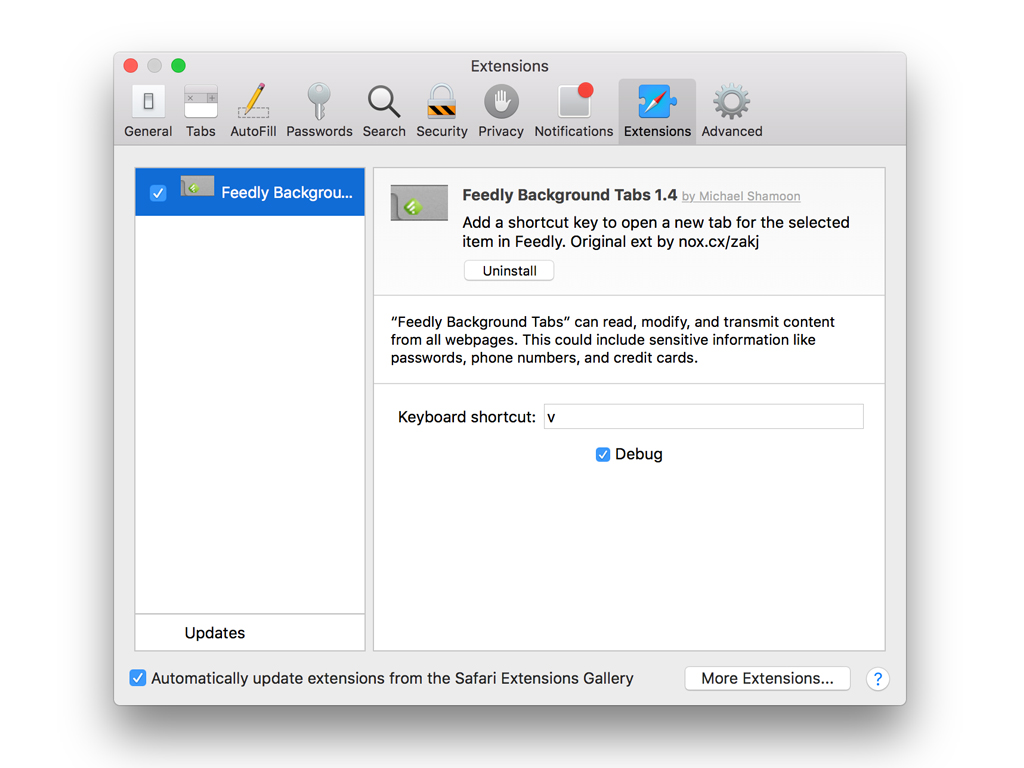 Extensions
General Tabs AutoFill Passwords Search Security Privacy Notifications Extensions Advanced
Feedly Backgrou...
Feedly Background Tabs 1.4 by Michael Shamoon
Add a shortcut key to open a new tab for the selected
item in Feedly. Original ext by nox.cx/zakj
Uninstall
“Feedly Background Tabs” can read, modify, and transmit content
from all webpages. This could include sensitive information like
passwords, phone numbers, and credit cards.
Keyboard shortcut: v
Debug
Updates
Automatically update extensions from the Safari Extensions Gallery
More Extensions...
?